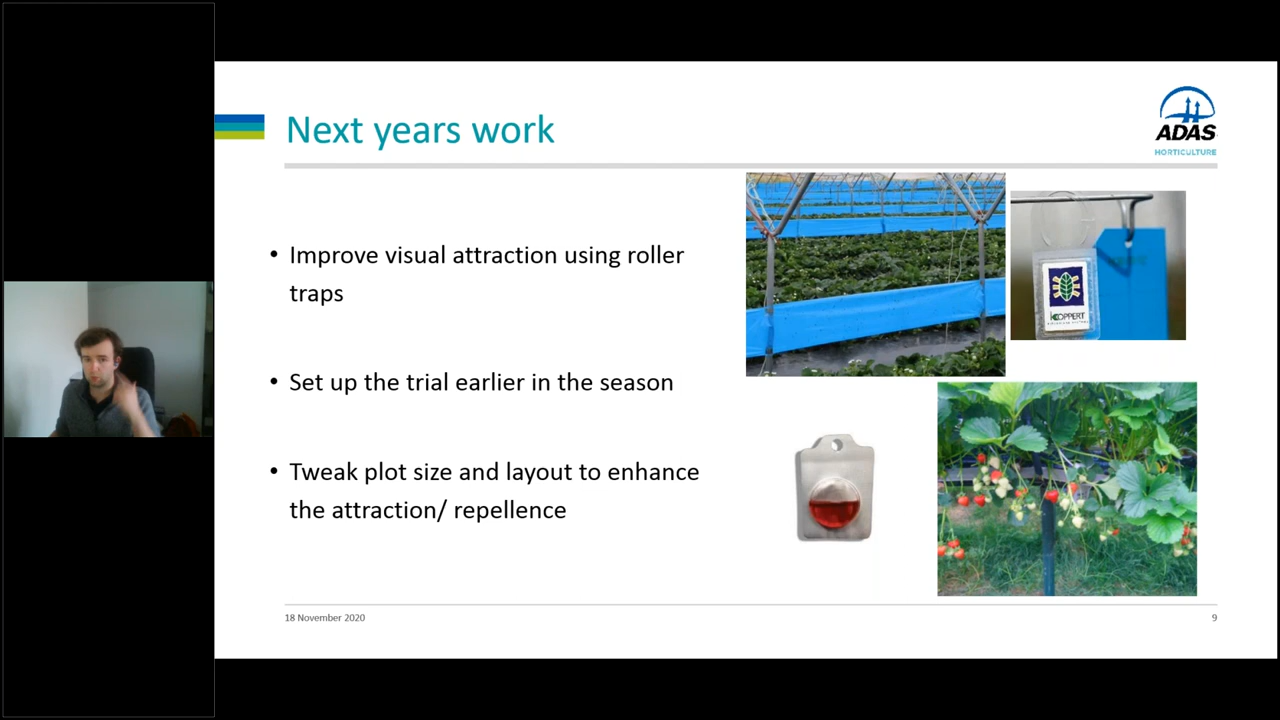 Next years work
ADAS
HORTICULTURE
• Improve visual attraction using roller
traps
KOPPERT
• Set up the trial earlier in the season
• Tweak plot size and layout to enhance
the attraction/ repellence
18 November 2020
9